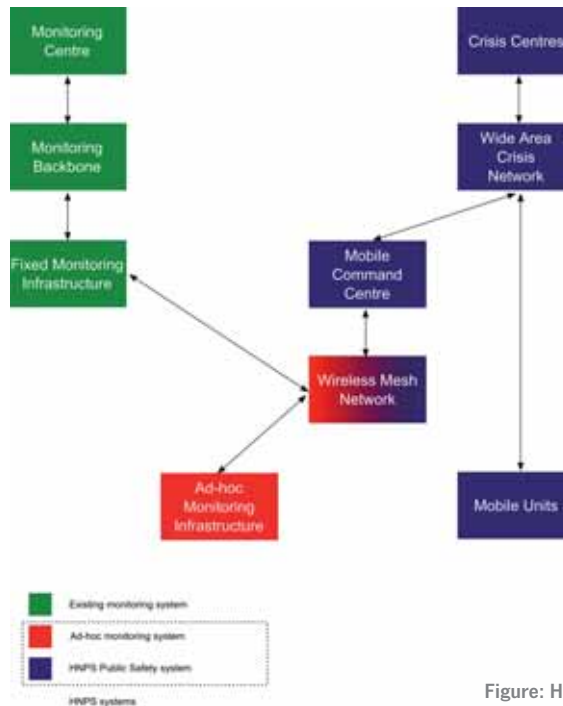 Monitoring
Centre
Crisis Centres
Monitoring
Backbone
Wide Area
Crisis
Network
Fixed Monitoring
Infrastructure
Mobile
Command
Centre
Wireless Mesh
Network
Ad-hoc
Monitoring
Infrastructure
Mobile Units
Existing monitoring system
Ad-hoc monitoring system
HNPS Public Safety system
HNPS systems
Figure: H